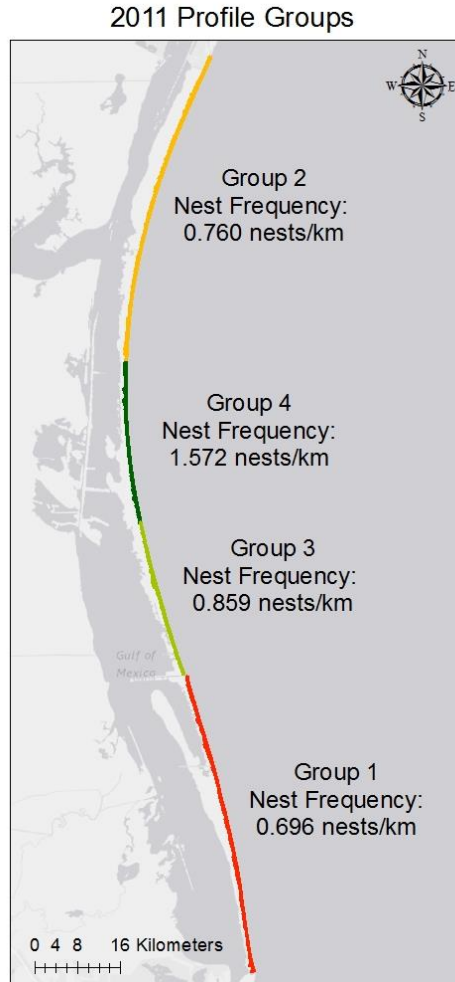 2011 Profile Groups
N
W E
S
Group 2
Nest Frequency:
0.760 nests/km
Group 4
Nest Frequency:
1.572 nests/km
Group 3
Nest Frequency:
0.859 nests/km
Gulf of
Mexico
Group 1
Nest Frequency:
0.696 nests/km
0 4 8 16 Kilometers